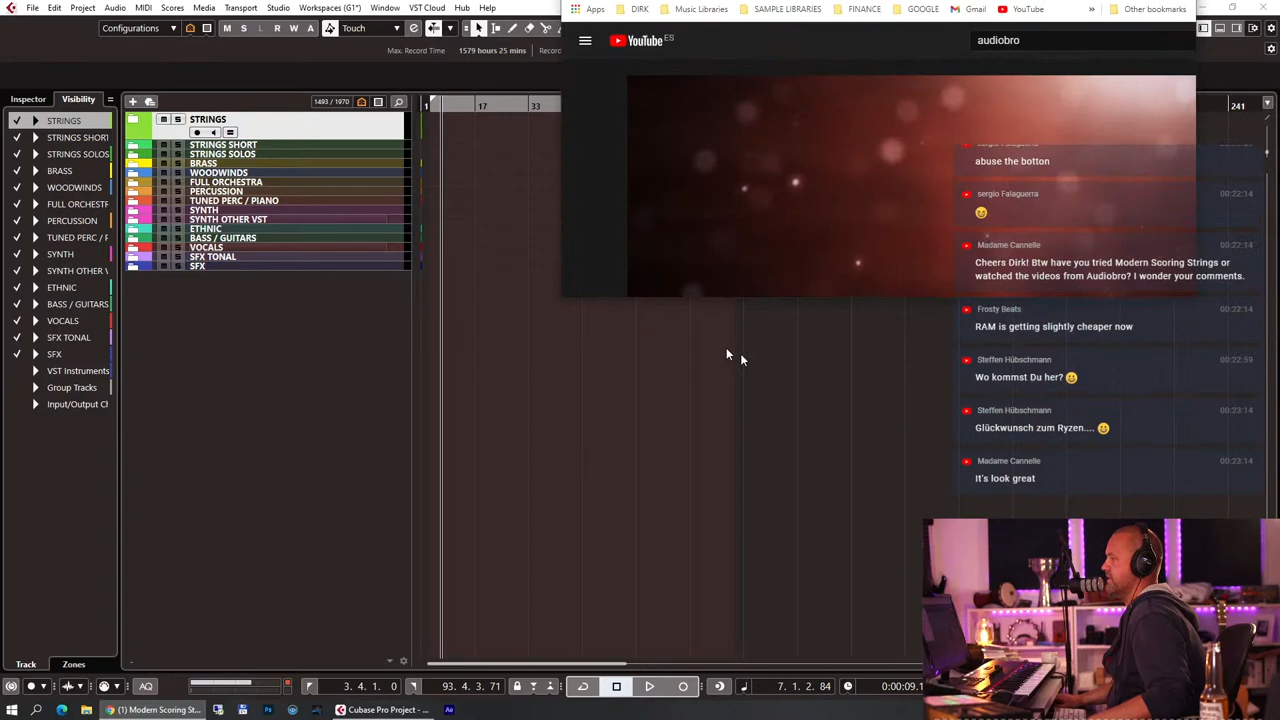 File Edit Project Audio MIDI Scores Media Transport Studio Workspaces (G1*) Window VST Cloud Hub
Configurations M S L R W A Touch
Max. Record Time 1579 hours 25 mins Record
Apps DIRK Music Libraries SAMPLE LIBRARIES FINANCE GOOGLE Gmail YouTube » Other bookmarks
YouTube ES audiobro
Inspector Visibility 1493 / 1970 1 17 33 241
STRINGS
STRINGS SHORT
STRINGS SOLOS
BRASS
WOODWINDS
FULL ORCHESTR
PERCUSSION
TUNED PERC / F
SYNTH
SYNTH OTHER V
ETHNIC
BASS / GUITARS
VOCALS
SFX TONAL
SFX
VST Instruments
Group Tracks
Input/Output Ch
STRINGS
STRINGS SHORT
STRINGS SOLOS
BRASS
WOODWINDS
FULL ORCHESTRA
PERCUSSION
TUNED PERC / PIANO
SYNTH
SYNTH OTHER VST
ETHNIC
BASS / GUITARS
VOCALS
SFX TONAL
SFX
abuse the botton
sergio Falaguerra 00:22:14
Madame Cannelle 00:22:14
Cheers Dirk! Btw have you tried Modern Scoring Strings or
watched the videos from Audiobro? I wonder your comments.
Frosty Beats 00:22:14
RAM is getting slightly cheaper now
Steffen Hübschmann 00:22:59
Wo kommst Du her?
Steffen Hübschmann 00:23:14
Glückwunsch zum Ryzen....
Madame Cannelle 00:23:14
It's look great
Track Zones
AQ 3. 4. 1. 0 93. 4. 3. 71 7. 1. 2. 84 0:00:09.1
(1) Modern Scoring St... Cubase Pro Project - ...